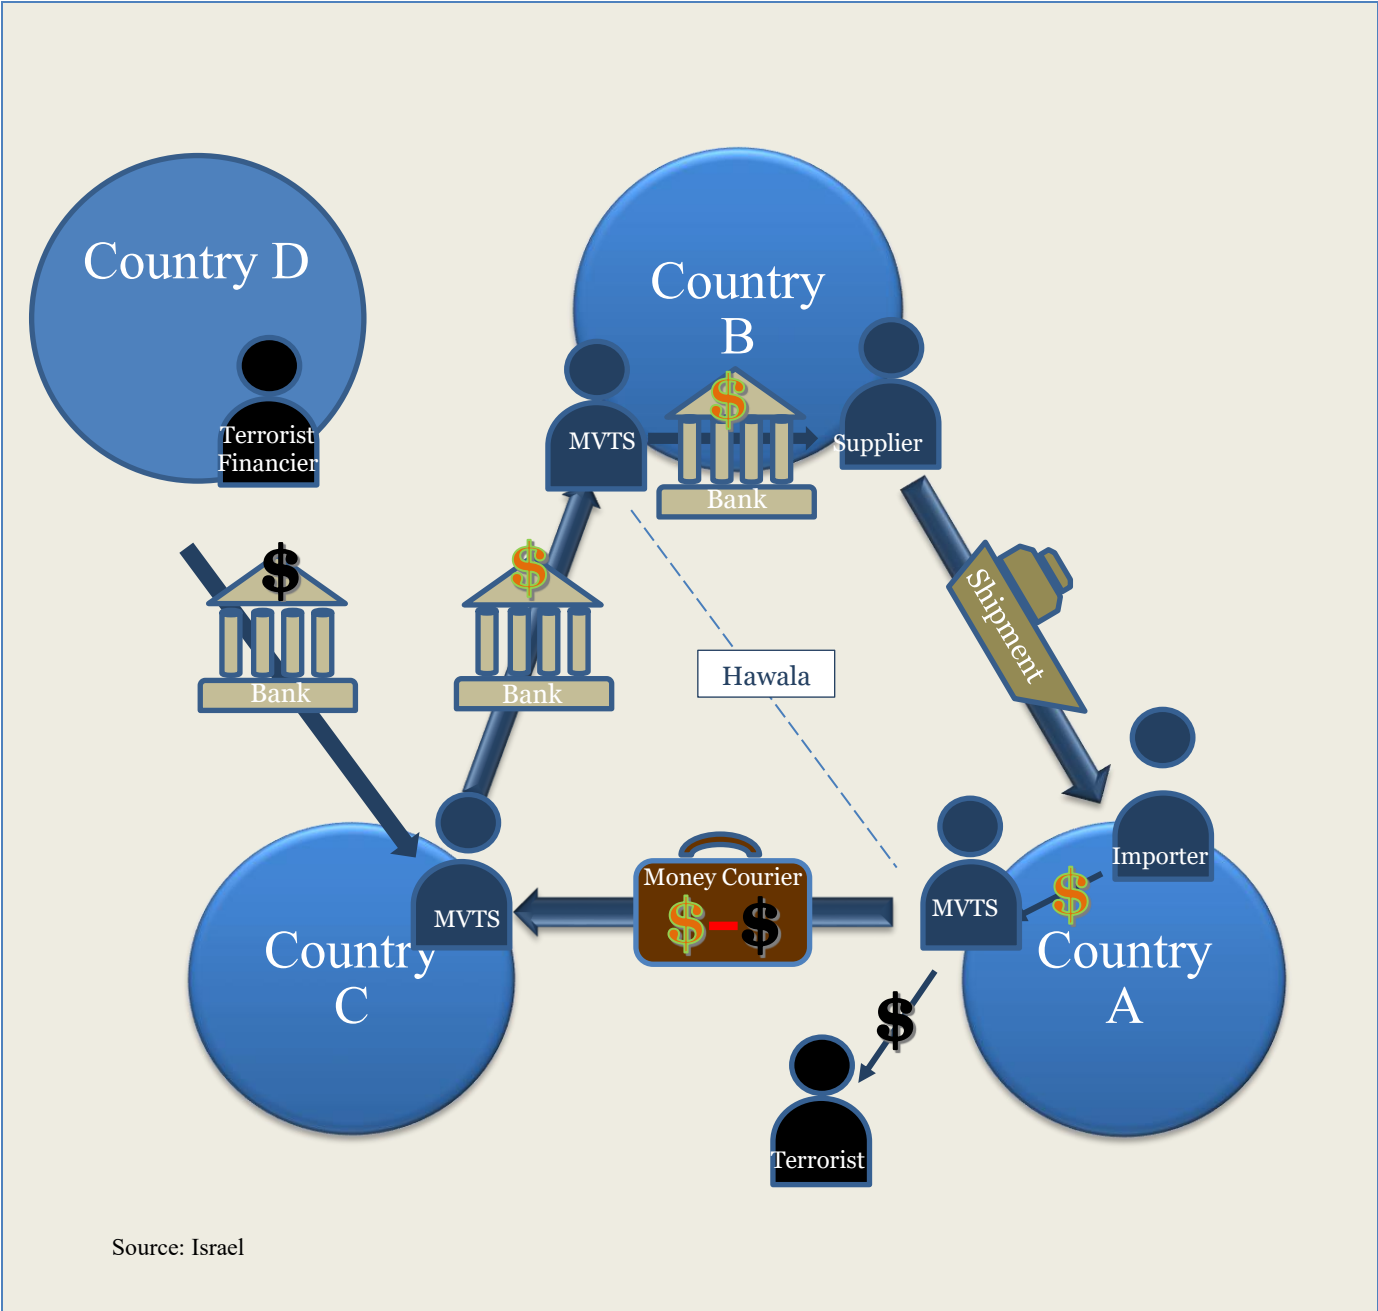 Country D
Country
B
Terrorist
Financier
MVTS
Supplier
Bank
Shipment
Hawala
Bank
Bank
Importer
Money Courier
MVTS
MVTS
Country
C
Country
A
Terrorist
Source: Israel